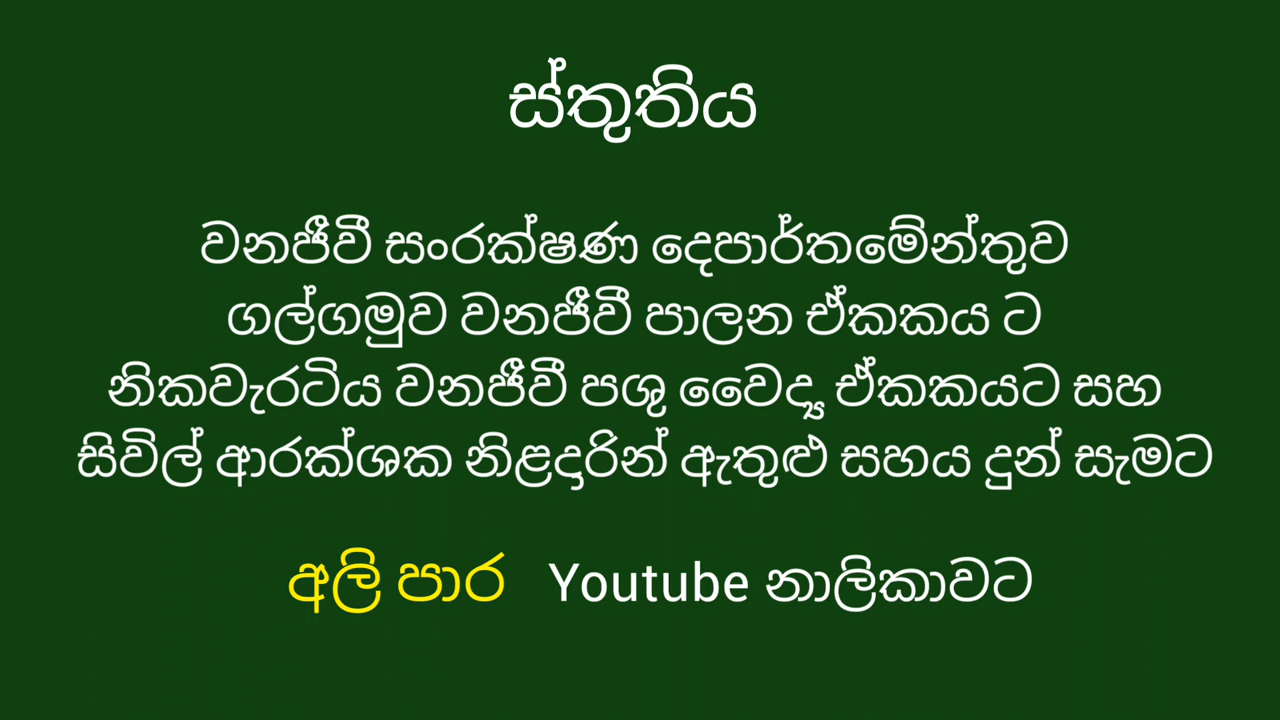 ස්තූතිය
වනජීවී සංරක්ෂණ දෙපාර්තමේන්තුව
ගල්ගමුව වනජීවී පාලන ඒකකය ට
නිකවැරටිය වනජීවී පශු වෛද්‍ය ඒකකයට සහ
සිවිල් ආරක්ශක නිළදාරින් ඇතුළු සහය දුන් සැමට
අලි පාර Youtube නාලිකාවට